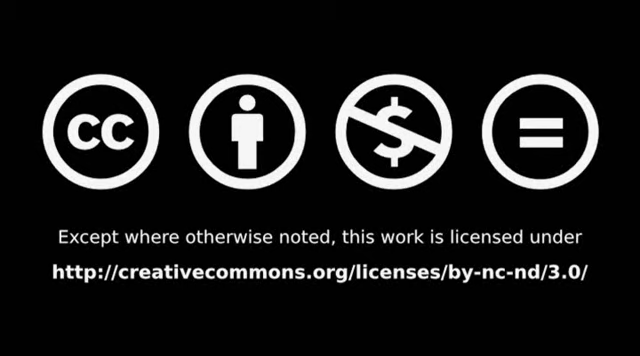 cc
$
=
Except where otherwise noted, this work is licensed under
http://creativecommons.org/licenses/by-nc-nd/3.0/